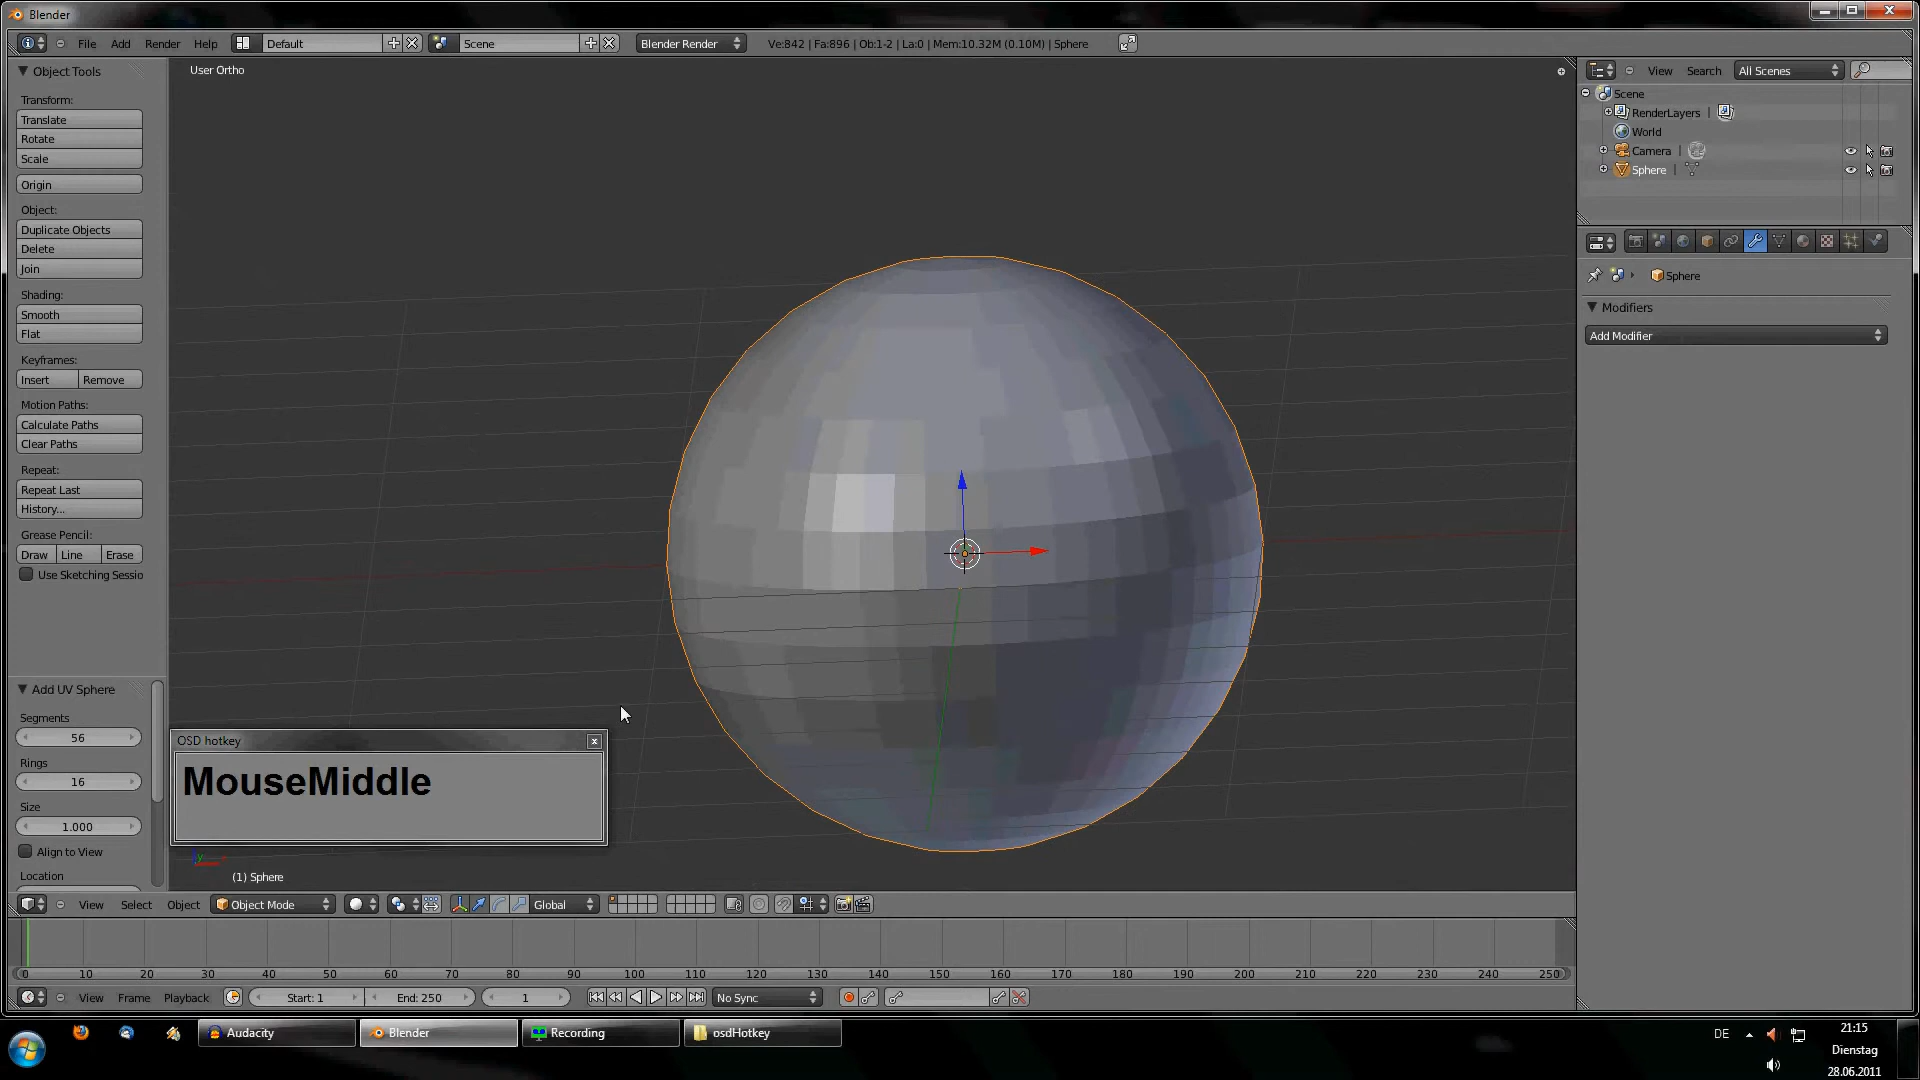 Blender
File Add Render Help Default Scene Blender Render Ve:842 | Fa:896 | Ob:1-2 | La:0 | Mem:10.32M (0.10M) | Sphere
Object Tools
Transform:
Translate
Rotate
Scale
Origin
Object:
Duplicate Objects
Delete
Join
Shading:
Smooth
Flat
Keyframes:
Insert Remove
Motion Paths:
Calculate Paths
Clear Paths
Repeat:
Repeat Last
History...
Grease Pencil:
Draw Line Erase
Use Sketching Sessio
Add UV Sphere
Segments
56
Rings
16
Size
1.000
Align to View
Location
User Ortho
OSD hotkey
MouseMiddle
(1) Sphere
View Select Object Object Mode Global
View Search All Scenes
Scene
RenderLayers |
World
Camera |
Sphere |
Sphere
Modifiers
Add Modifier
0 10 20 30 40 50 60 70 80 90 100 110 120 130 140 150 160 170 180 190 200 210 220 230 240 250
View Frame Playback Start: 1 End: 250 1 No Sync
Audacity Blender Recording osdHotkey
DE
21:15
Dienstag
28.06.2011